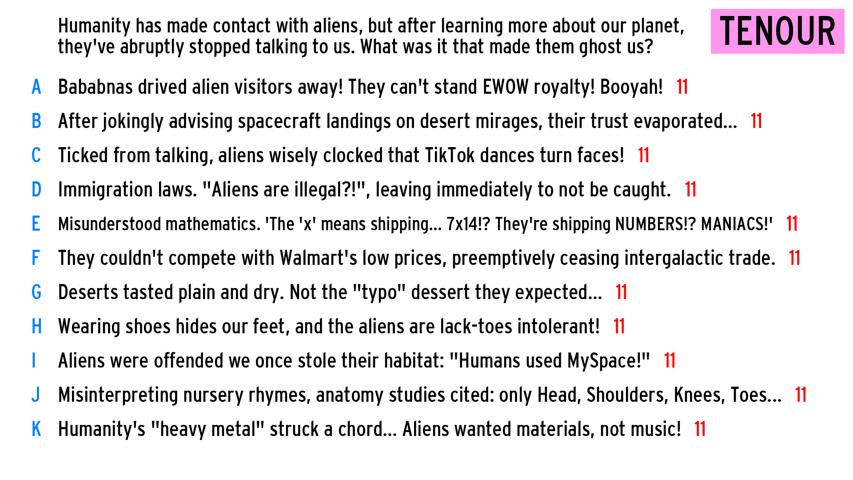 Humanity has made contact with aliens, but after learning more about our planet,
they've abruptly stopped talking to us. What was it that made them ghost us?
TENOUR
A Bababnas drived alien visitors away! They can't stand EWOW royalty! Booyah! 11
B After jokingly advising spacecraft landings on desert mirages, their trust evaporated... 11
C Ticked from talking, aliens wisely clocked that TikTok dances turn faces! 11
D Immigration laws. "Aliens are illegal?!", leaving immediately to not be caught. 11
E Misunderstood mathematics. 'The 'x' means shipping... 7x14!? They're shipping NUMBERS!? MANIACS!' 11
F They couldn't compete with Walmart's low prices, preemptively ceasing intergalactic trade. 11
G Deserts tasted plain and dry. Not the "typo" dessert they expected... 11
H Wearing shoes hides our feet, and the aliens are lack-toes intolerant! 11
I Aliens were offended we once stole their habitat: "Humans used MySpace!" 11
J Misinterpreting nursery rhymes, anatomy studies cited: only Head, Shoulders, Knees, Toes... 11
K Humanity's "heavy metal" struck a chord... Aliens wanted materials, not music! 11